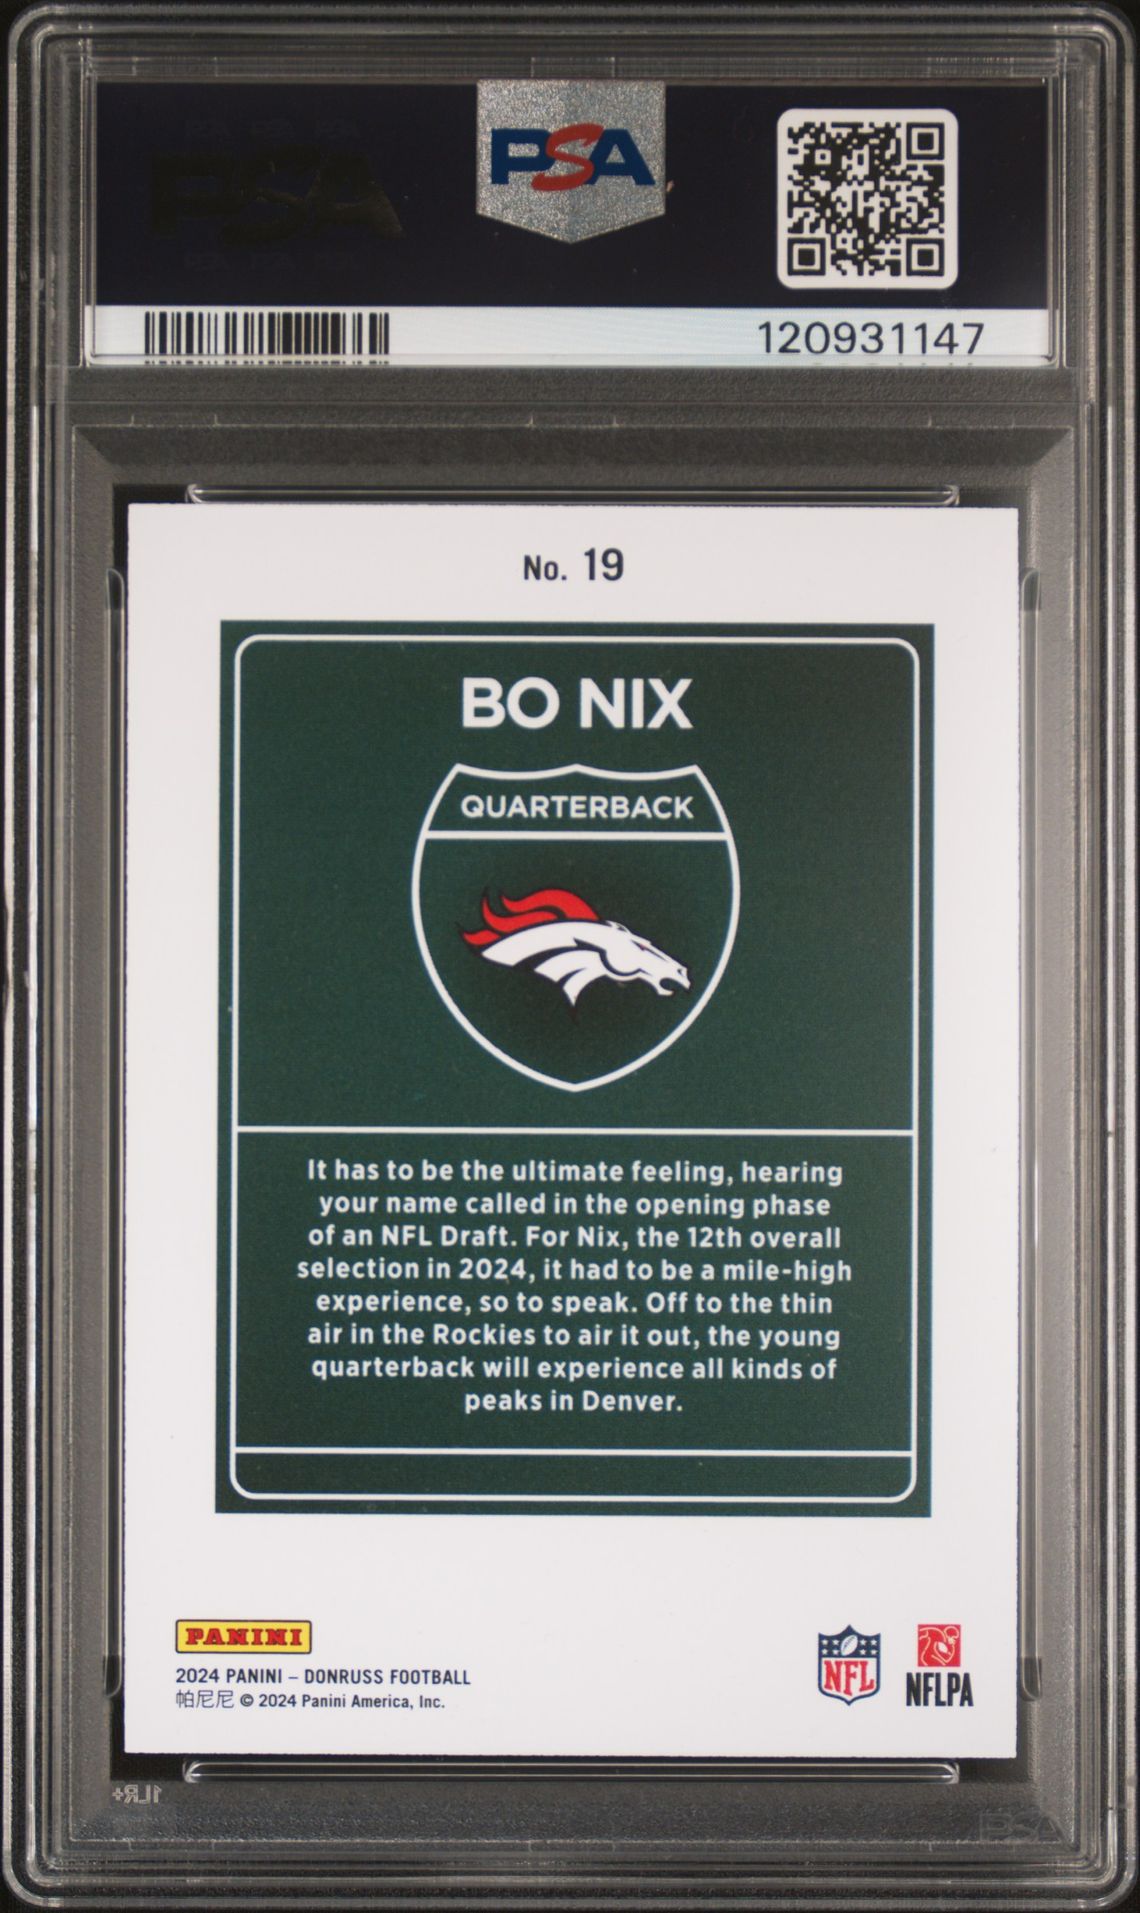 PSA
120931147
No. 19
BO NIX
QUARTERBACK
It has to be the ultimate feeling, hearing
your name called in the opening phase
of an NFL Draft. For Nix, the 12th overall
selection in 2024, it had to be a mile-high
experience, so to speak. Off to the thin
air in the Rockies to air it out, the young
quarterback will experience all kinds of
peaks in Denver.
PANINI
2024 PANINI – DONRUSS FOOTBALL
帕尼尼 © 2024 Panini America, Inc.
NFL
NFLPA
1LR+
PSA